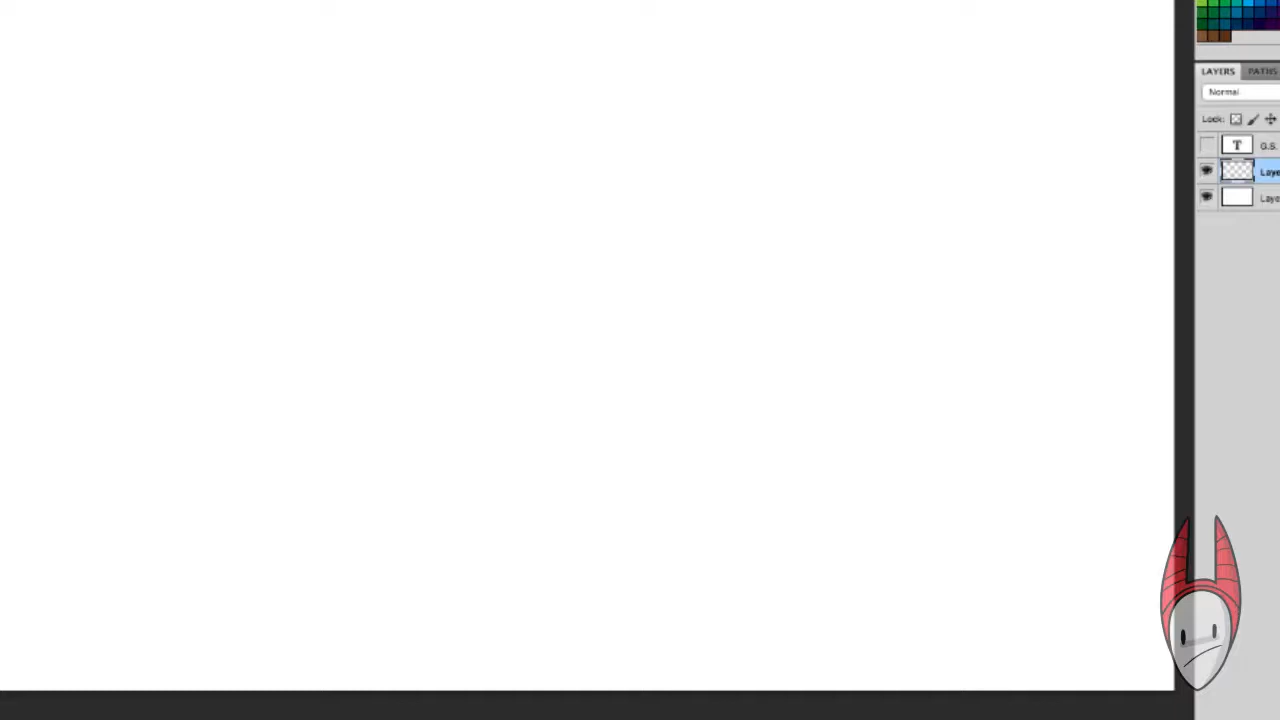 LAYERS PATHS
Normal
Lock:
T G.S.
Laye
Laye